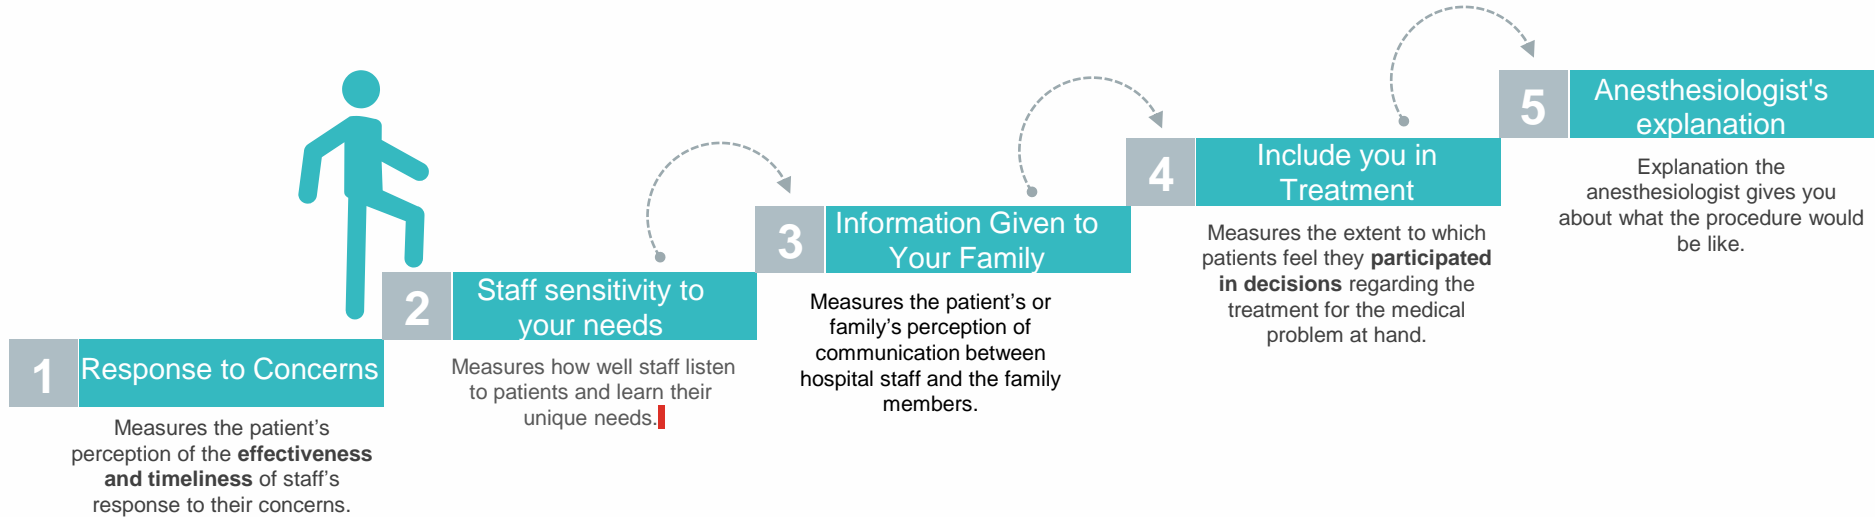 1
Response to Concerns
Measures the patient’s
perception of the effectiveness
and timeliness of staff’s
response to their concerns.
2
Staff sensitivity to
your needs
Measures how well staff listen
to patients and learn their
unique needs.
3
Information Given to
Your Family
Measures the patient’s or
family’s perception of
communication between
hospital staff and the family
members.
4
Include you in
Treatment
Measures the extent to which
patients feel they participated
in decisions regarding the
treatment for the medical
problem at hand.
5
Anesthesiologist's
explanation
Explanation the
anesthesiologist gives you
about what the procedure would
be like.